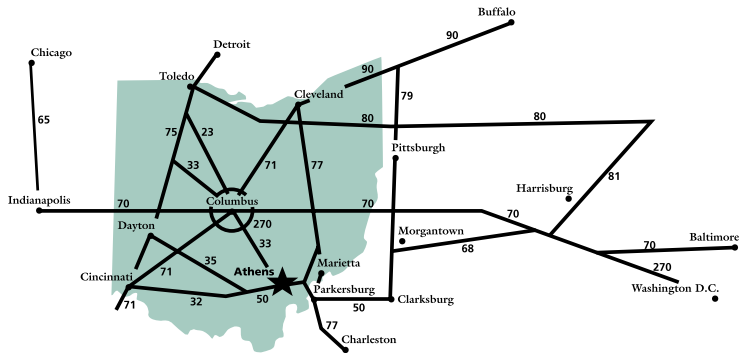 Buffalo
90
Detroit
Chicago
90
Toledo
Cleveland
79
65
80
80
75
23
Pittsburgh
33
71
77
81
Harrisburg
Indianapolis
70
Columbus
70
70
Dayton
270
Morgantown
Baltimore
33
70
68
35
Marietta
71
Athens
270
Cincinnati
Parkersburg
Washington D.C.
32
50
Clarksburg
71
50
77
Charleston